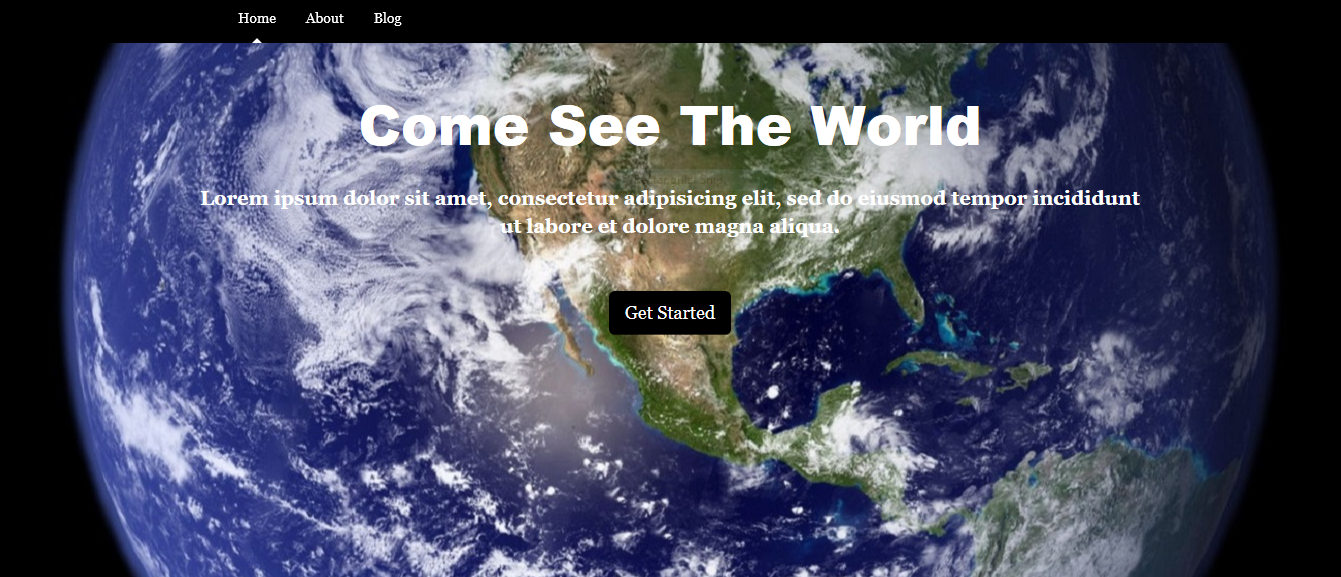 Home About Blog
Come See The World
Lorem ipsum dolor sit amet, consectetur adipisicing elit, sed do eiusmod tempor incididunt
ut labore et dolore magna aliqua.
Get Started